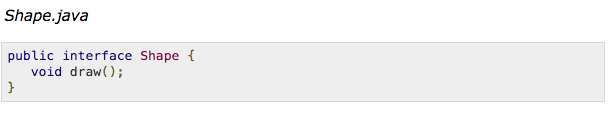 Shape.java
public interface Shape {
   void draw();
}